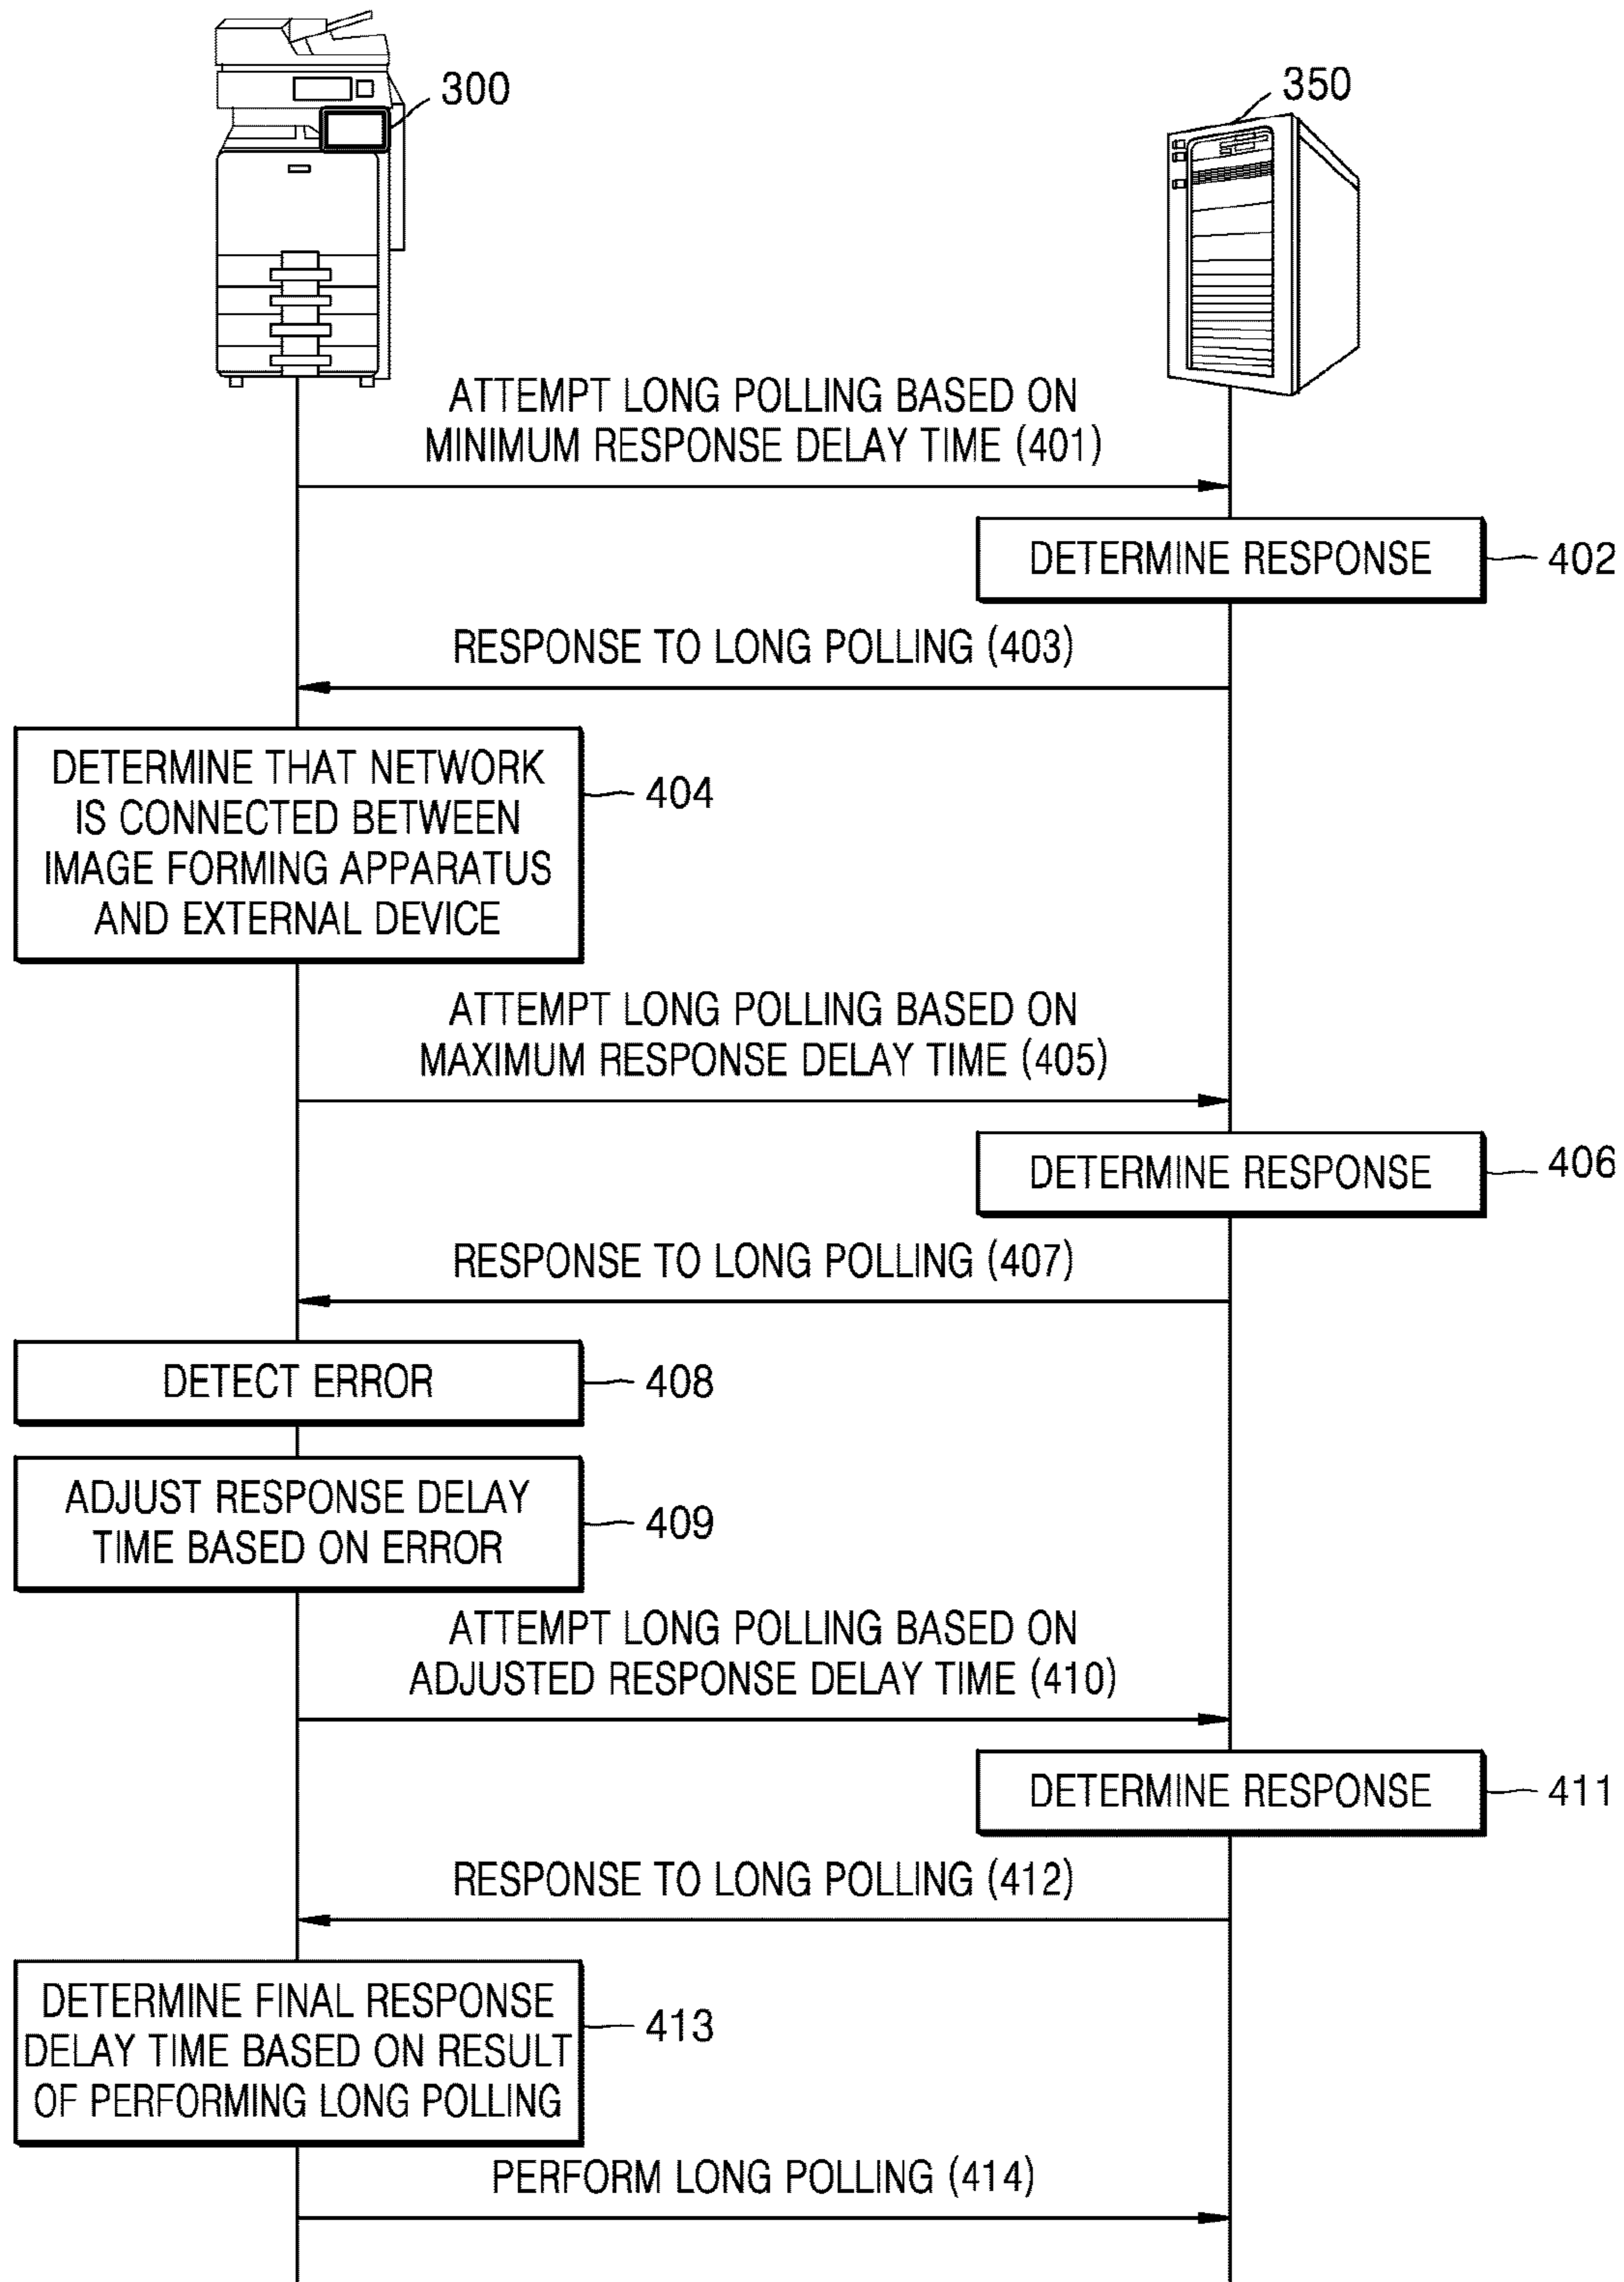 300
350
ATTEMPT LONG POLLING BASED ON
MINIMUM RESPONSE DELAY TIME (401)
DETERMINE RESPONSE
402
RESPONSE TO LONG POLLING (403)
DETERMINE THAT NETWORK
IS CONNECTED BETWEEN
IMAGE FORMING APPARATUS
AND EXTERNAL DEVICE
404
ATTEMPT LONG POLLING BASED ON
MAXIMUM RESPONSE DELAY TIME (405)
DETERMINE RESPONSE
406
RESPONSE TO LONG POLLING (407)
DETECT ERROR
408
ADJUST RESPONSE DELAY
TIME BASED ON ERROR
409
ATTEMPT LONG POLLING BASED ON
ADJUSTED RESPONSE DELAY TIME (410)
DETERMINE RESPONSE
411
RESPONSE TO LONG POLLING (412)
DETERMINE FINAL RESPONSE
DELAY TIME BASED ON RESULT
OF PERFORMING LONG POLLING
413
PERFORM LONG POLLING (414)